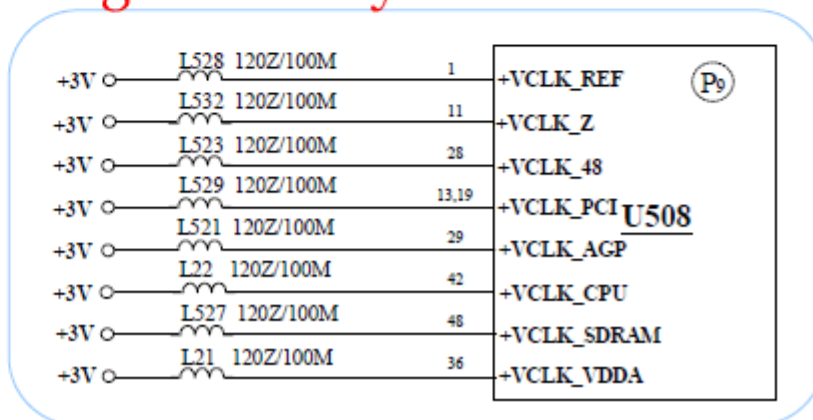 +3V L528 120Z/100M 1 +VCLK_REF P9
+3V L532 120Z/100M 11 +VCLK_Z
+3V L523 120Z/100M 28 +VCLK_48
+3V L529 120Z/100M 13,19 +VCLK_PCI U508
+3V L521 120Z/100M 29 +VCLK_AGP
+3V L22 120Z/100M 42 +VCLK_CPU
+3V L527 120Z/100M 48 +VCLK_SDRAM
+3V L21 120Z/100M 36 +VCLK_VDDA